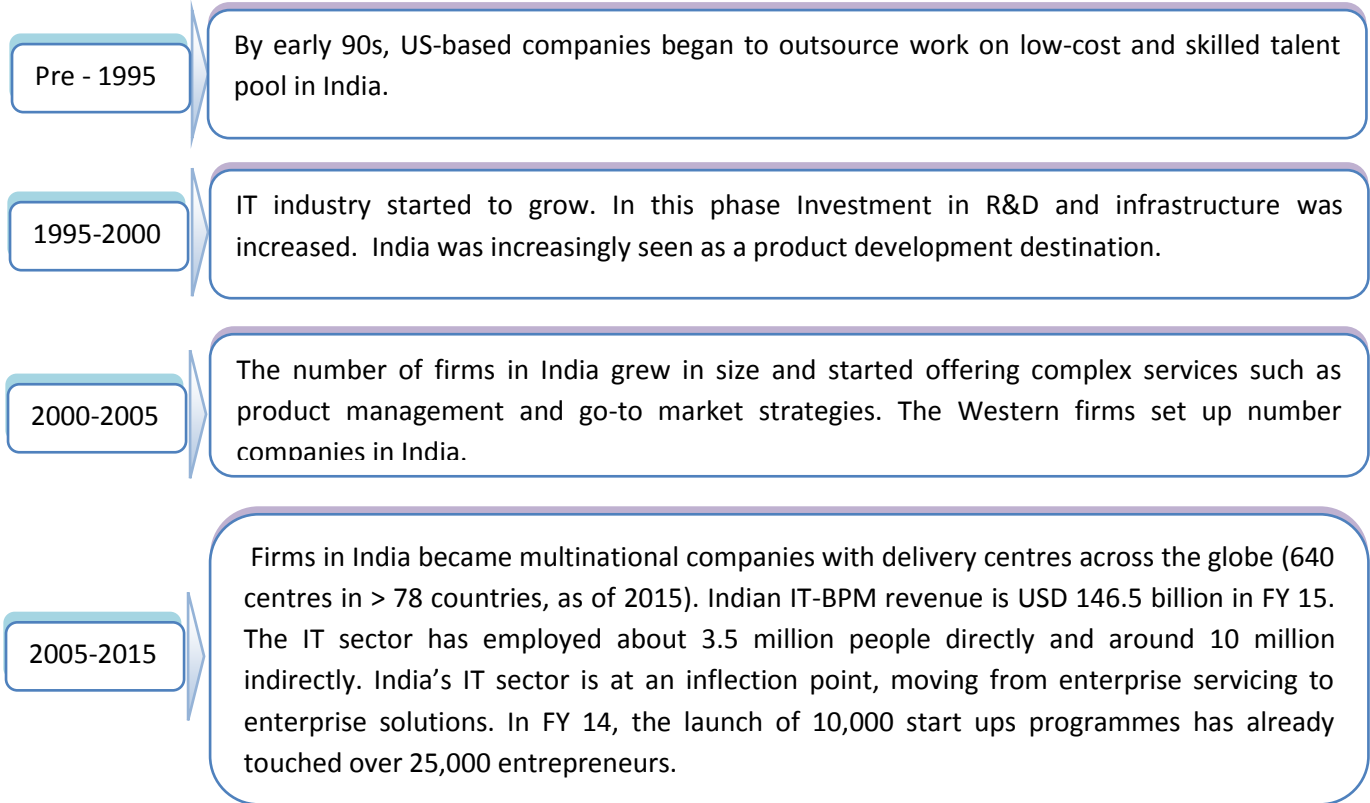 Pre - 1995
By early 90s, US-based companies began to outsource work on low-cost and skilled talent
pool in India.
1995-2000
IT industry started to grow. In this phase Investment in R&D and infrastructure was
increased.  India was increasingly seen as a product development destination.
2000-2005
The number of firms in India grew in size and started offering complex services such as
product management and go-to market strategies. The Western firms set up number
companies in India.
2005-2015
Firms in India became multinational companies with delivery centres across the globe (640
centres in > 78 countries, as of 2015). Indian IT-BPM revenue is USD 146.5 billion in FY 15.
The IT sector has employed about 3.5 million people directly and around 10 million
indirectly. India’s IT sector is at an inflection point, moving from enterprise servicing to
enterprise solutions. In FY 14, the launch of 10,000 start ups programmes has already
touched over 25,000 entrepreneurs.